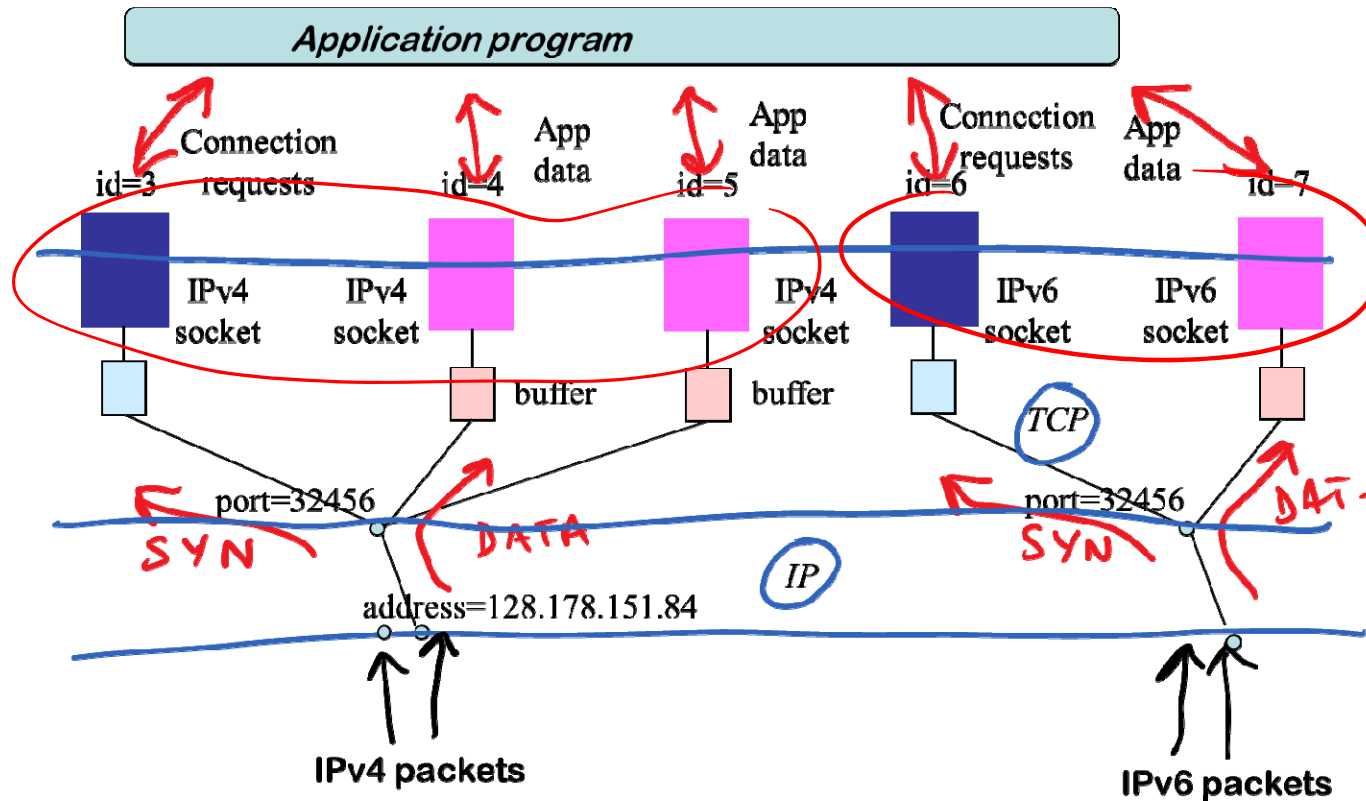 Application program
Connection
requests
App
data
App
data
Connection
requests
App
data
id=3
id=4
id=5
id=6
id=7
IPv4
socket
IPv4
socket
IPv4
socket
IPv6
socket
IPv6
socket
buffer
buffer
TCP
port=32456
port=32456
SYN
DATA
SYN
DAT
IP
address=128.178.151.84
IPv4 packets
IPv6 packets